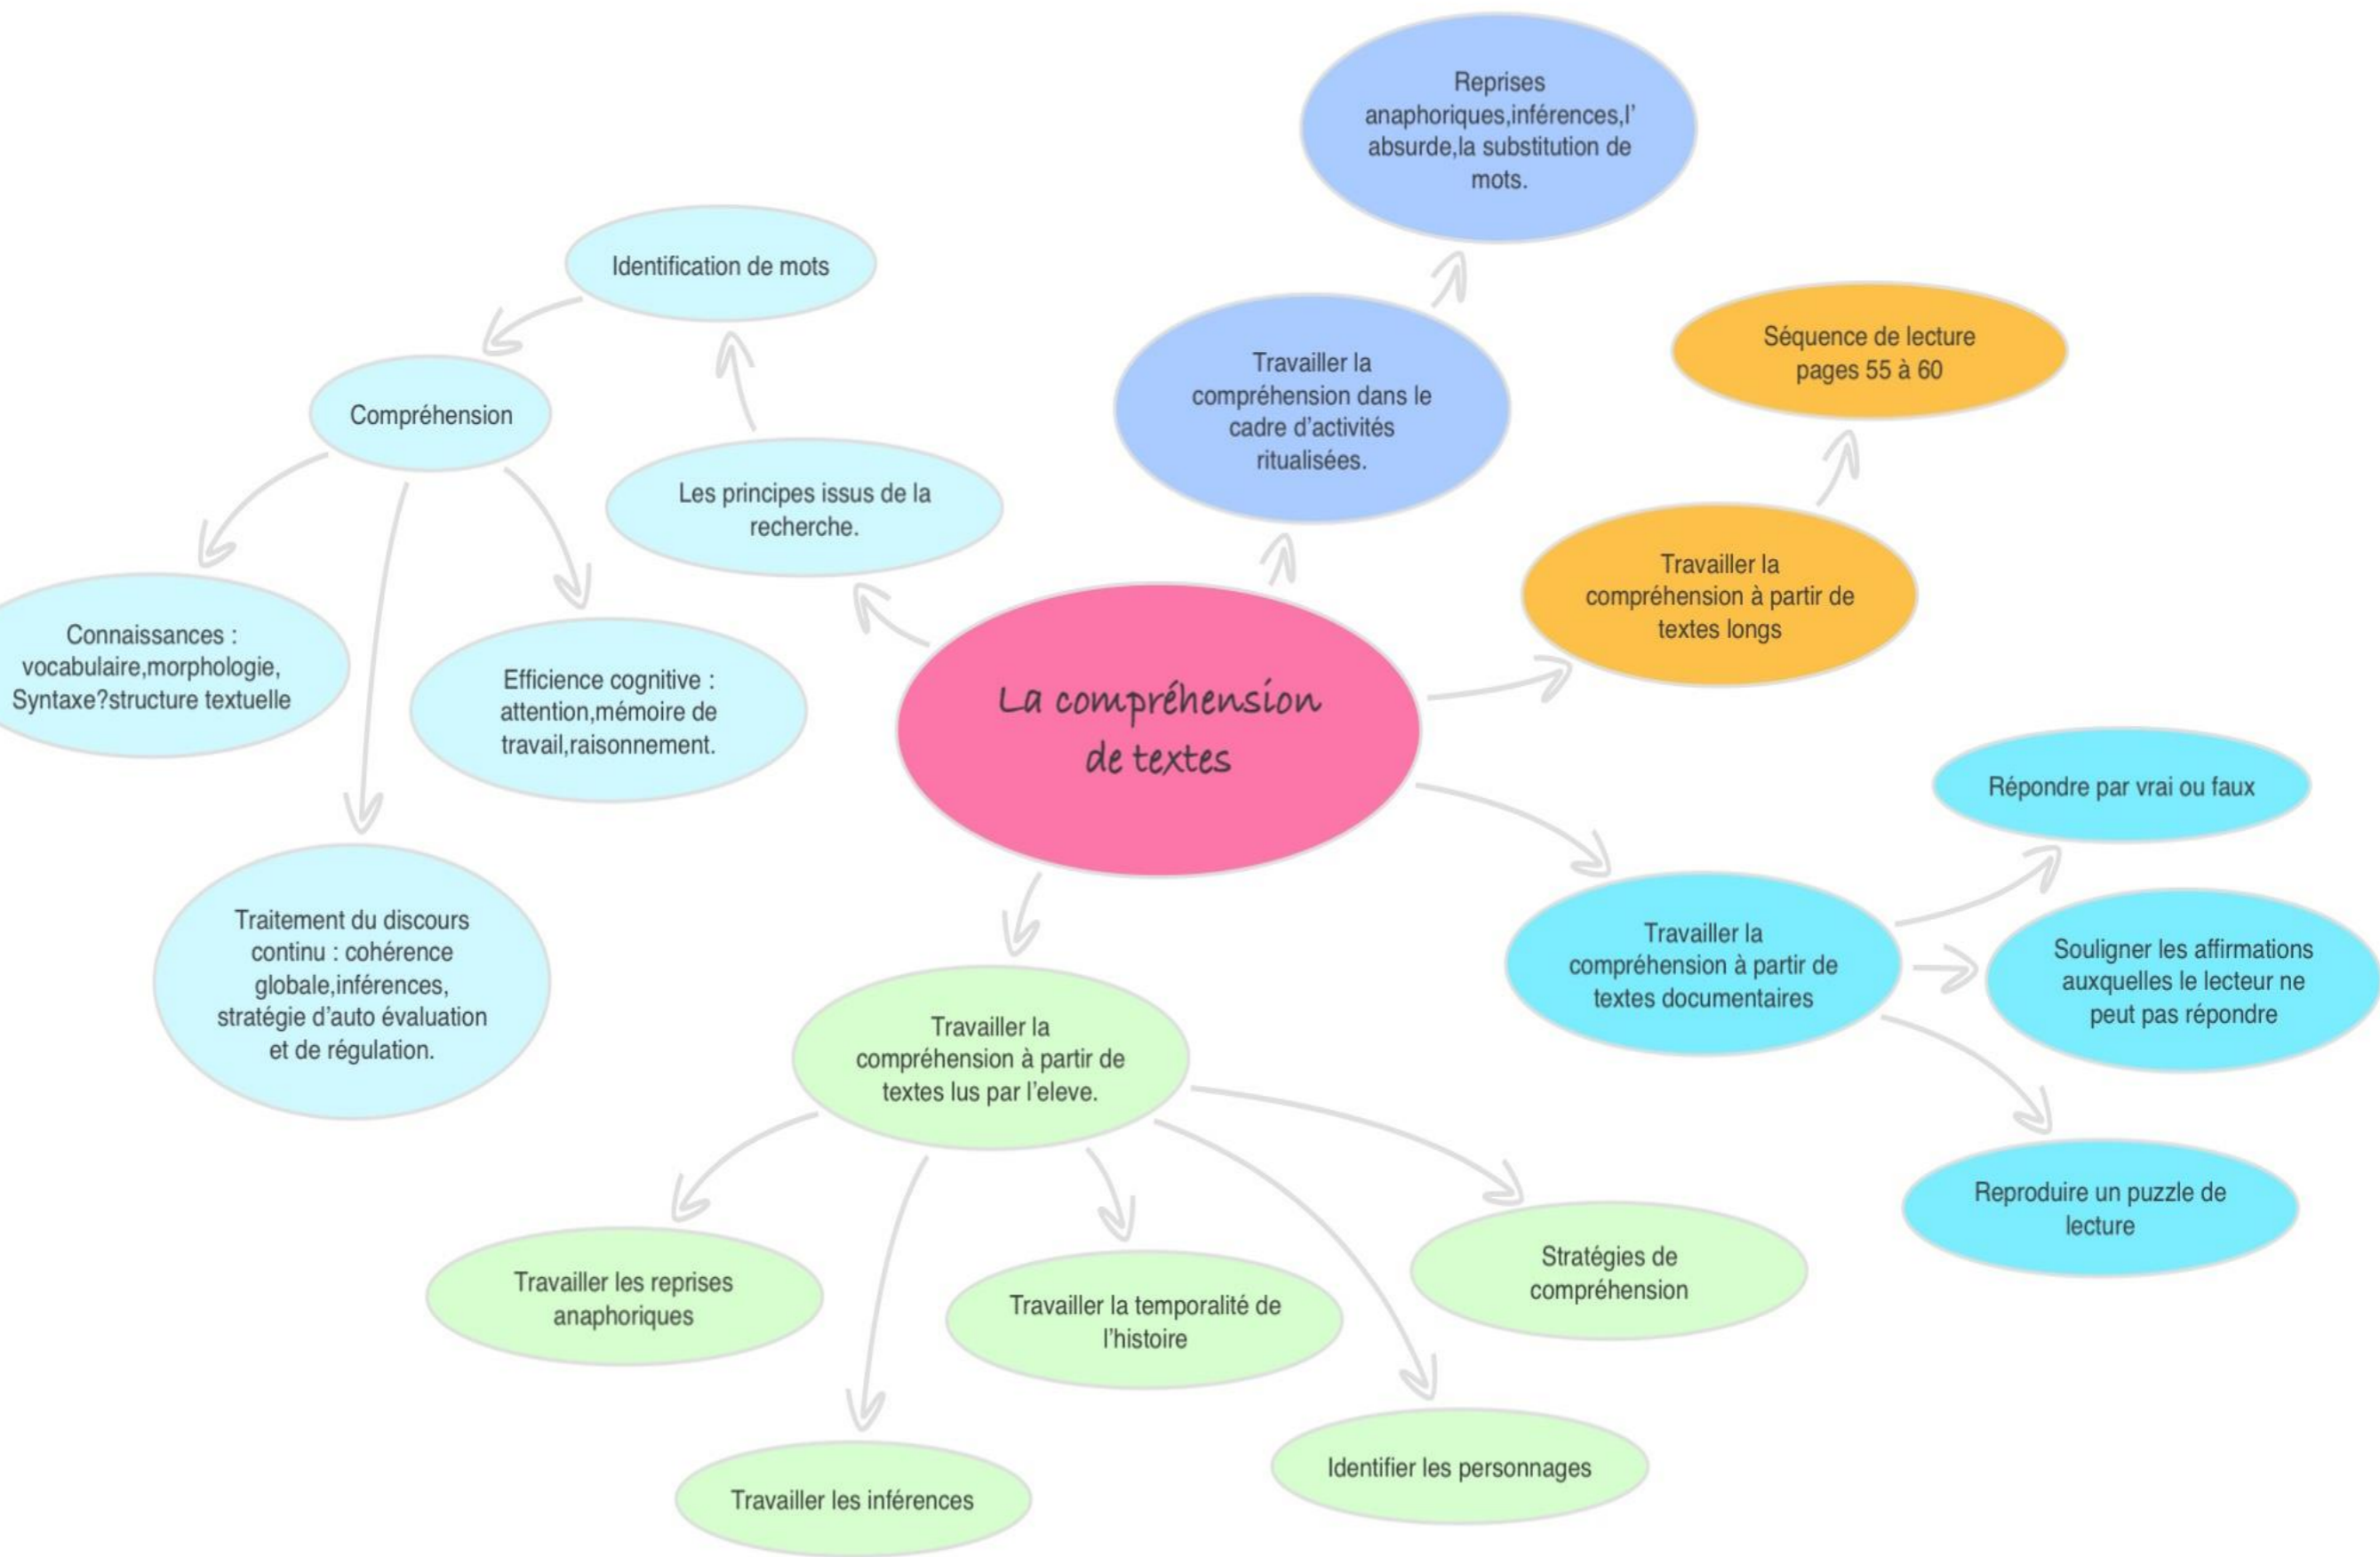 La compréhension
de textes
Les principes issus de la
recherche.
Identification de mots
Compréhension
Connaissances :
vocabulaire,morphologie,
Syntaxe?structure textuelle
Traitement du discours
continu : cohérence
globale,inférences,
stratégie d'auto évaluation
et de régulation.
Efficience cognitive :
attention,mémoire de
travail,raisonnement.
Travailler la
compréhension dans le
cadre d'activités
ritualisées.
Reprises
anaphoriques,inférences,l'
absurde,la substitution de
mots.
Travailler la
compréhension à partir de
textes longs
Séquence de lecture
pages 55 à 60
Travailler la
compréhension à partir de
textes documentaires
Répondre par vrai ou faux
Souligner les affirmations
auxquelles le lecteur ne
peut pas répondre
Reproduire un puzzle de
lecture
Travailler la
compréhension à partir de
textes lus par l'eleve.
Travailler les reprises
anaphoriques
Travailler les inférences
Travailler la temporalité de
l'histoire
Identifier les personnages
Stratégies de
compréhension